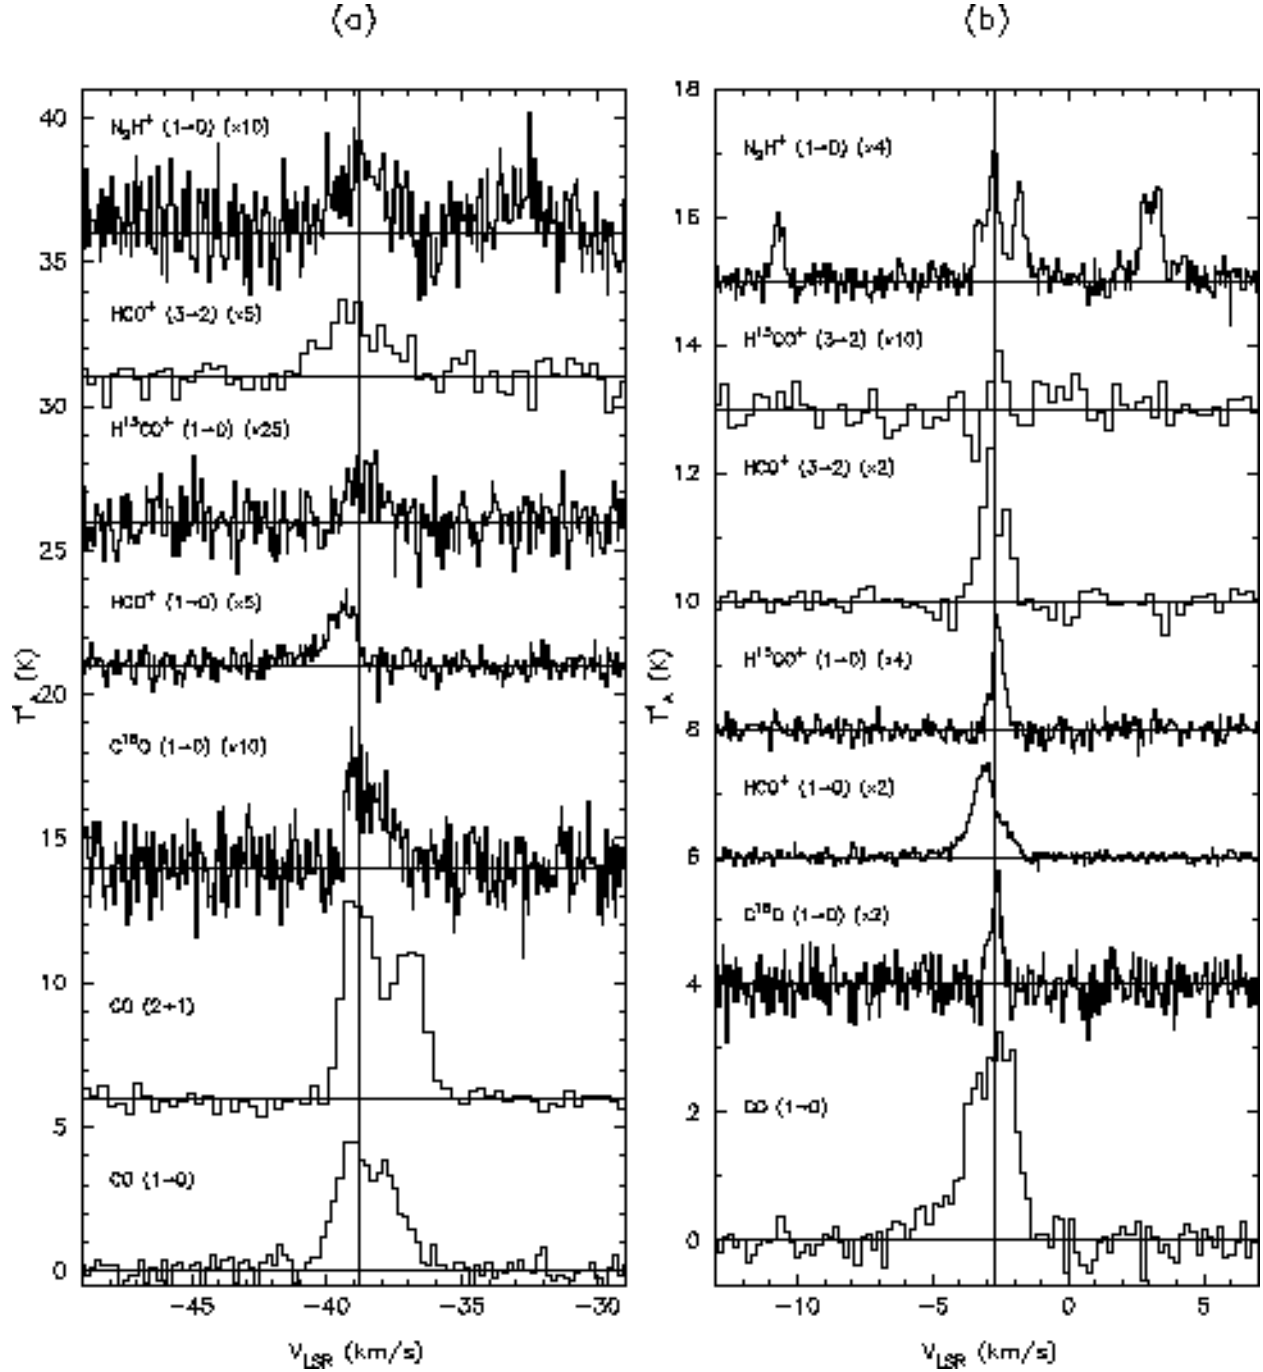 (a)
N₂H⁺ (1→0) (×10)
HCO⁺ (3→2) (×5)
H¹³CO⁺ (1→0) (×25)
HCO⁺ (1→0) (×5)
C¹⁸O (1→0) (×10)
CO (2→1)
CO (1→0)
40
35
30
25
20
15
10
5
0
T*A (K)
−45
−40
−35
−30
V_LSR (km/s)
(b)
N₂H⁺ (1→0) (×4)
H¹³CO⁺ (3→2) (×10)
HCO⁺ (3→2) (×2)
H¹³CO⁺ (1→0) (×4)
HCO⁺ (1→0) (×2)
C¹⁸O (1→0) (×2)
CO (1→0)
18
16
14
12
10
8
6
4
2
0
T*A (K)
−10
−5
0
5
V_LSR (km/s)